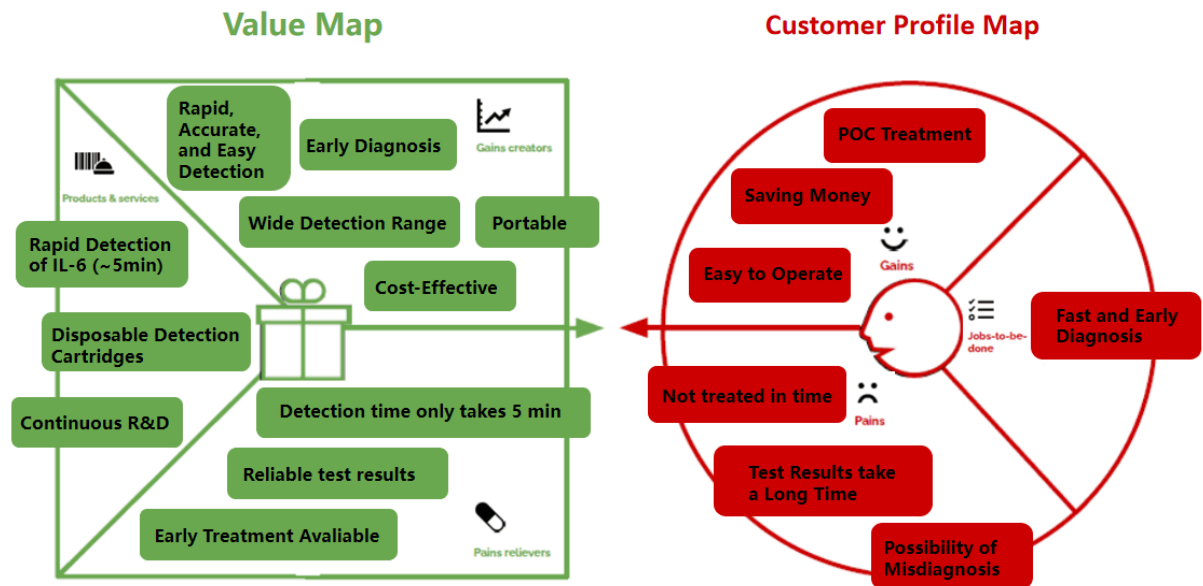 Value Map
Customer Profile Map
Rapid,
Accurate,
and Easy
Detection
Early Diagnosis
Gains creators
Products & services
Wide Detection Range
Portable
Rapid Detection
of IL-6 (~5min)
Cost-Effective
Disposable Detection
Cartridges
Continuous R&D
Detection time only takes 5 min
Reliable test results
Early Treatment Avaliable
Pains relievers
POC Treatment
Saving Money
Gains
Easy to Operate
Jobs-to-be-
done
Fast and Early
Diagnosis
Not treated in time
Pains
Test Results take
a Long Time
Possibility of
Misdiagnosis